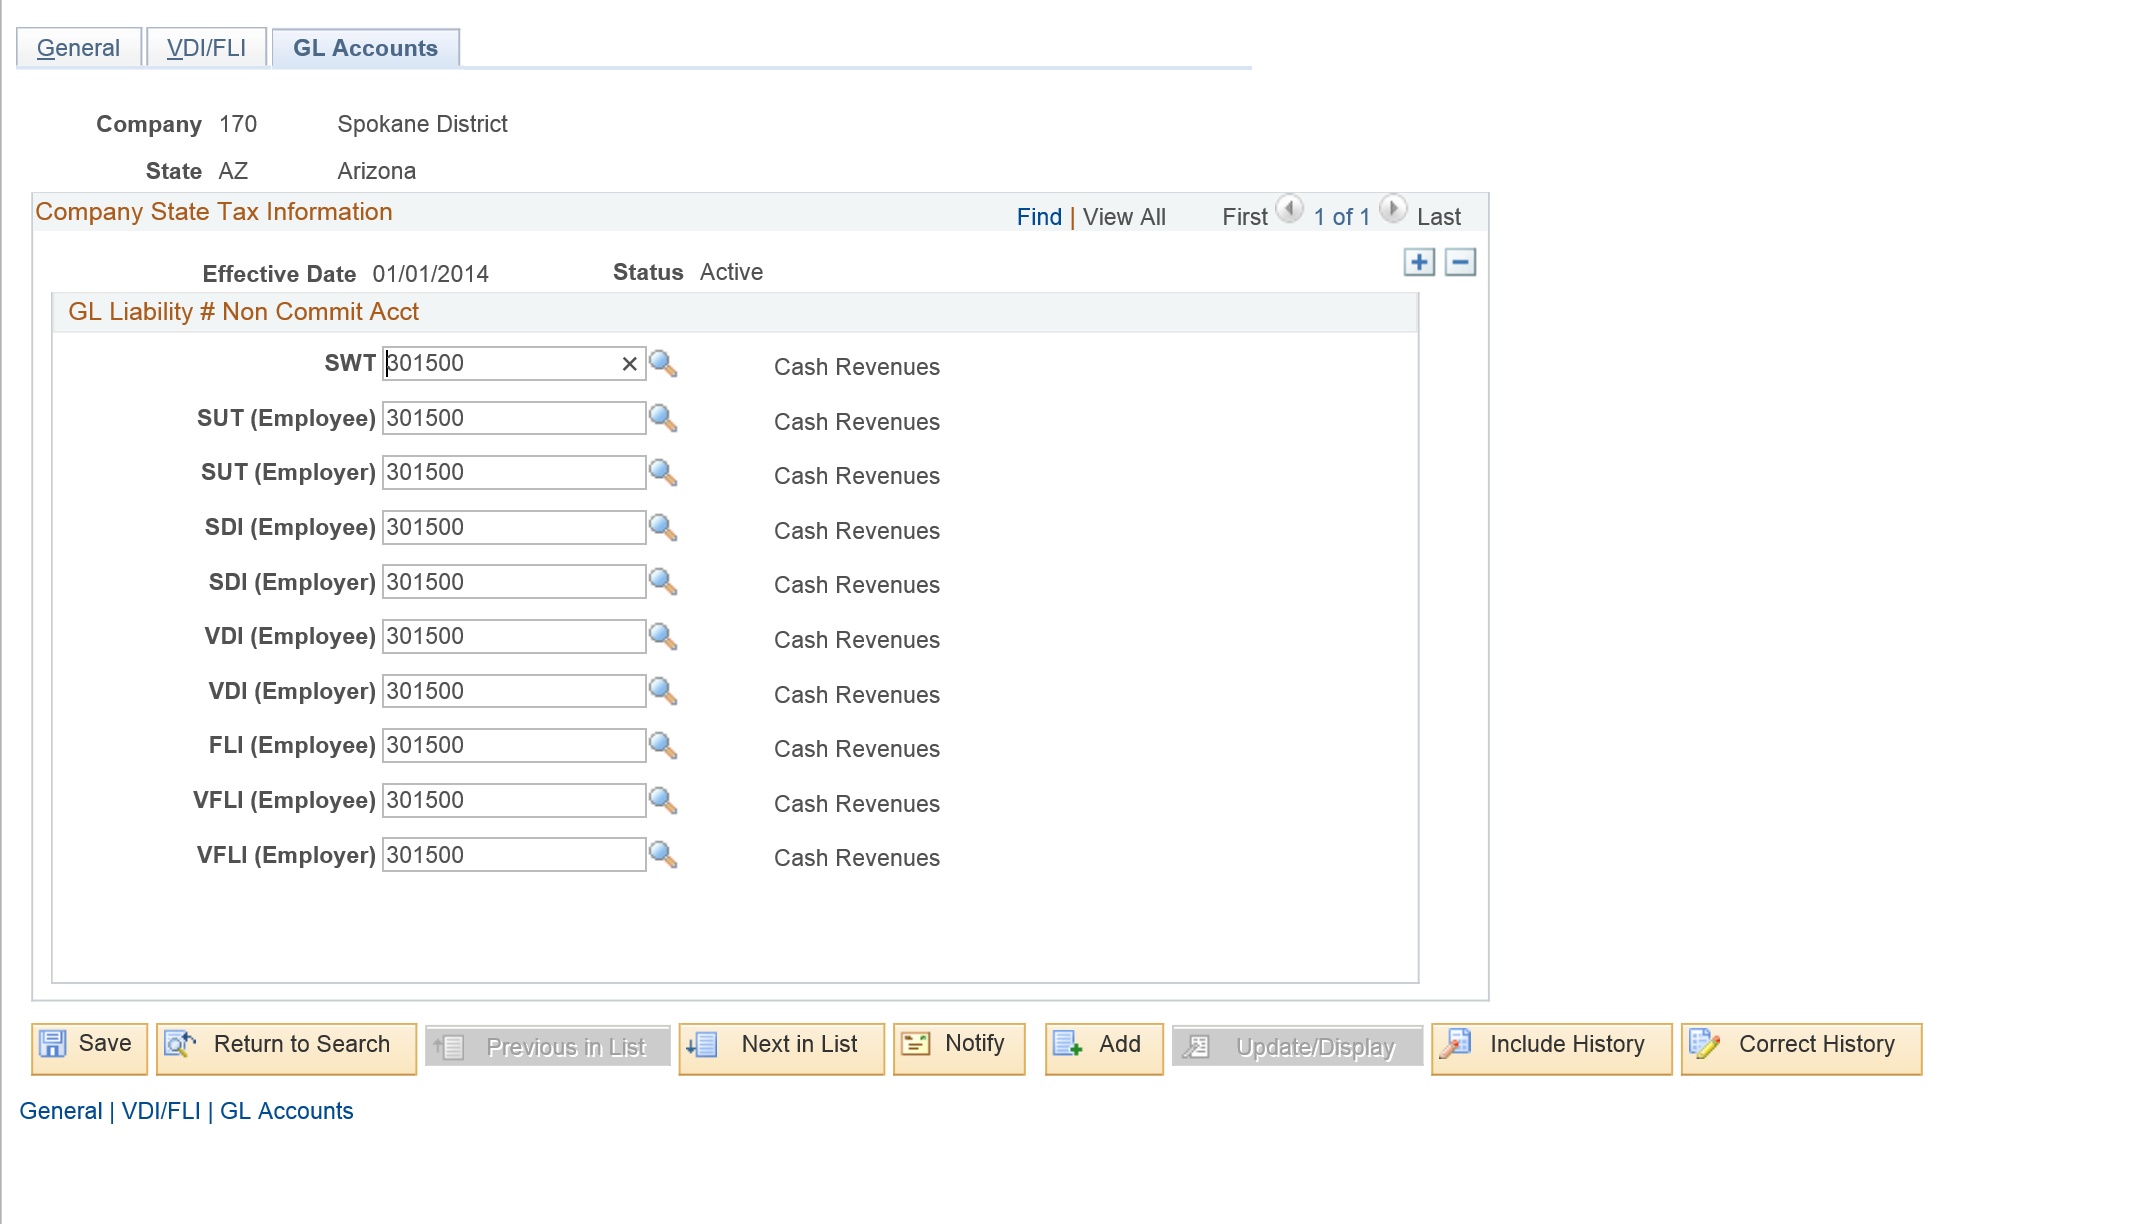 General VDI/FLI GL Accounts
Company 170 Spokane District
State AZ Arizona
Company State Tax Information Find | View All First 1 of 1 Last
Effective Date 01/01/2014 Status Active
GL Liability # Non Commit Acct
SWT 301500 Cash Revenues
SUT (Employee) 301500 Cash Revenues
SUT (Employer) 301500 Cash Revenues
SDI (Employee) 301500 Cash Revenues
SDI (Employer) 301500 Cash Revenues
VDI (Employee) 301500 Cash Revenues
VDI (Employer) 301500 Cash Revenues
FLI (Employee) 301500 Cash Revenues
VFLI (Employee) 301500 Cash Revenues
VFLI (Employer) 301500 Cash Revenues
Save Return to Search Previous in List Next in List Notify Add Update/Display Include History Correct History
General | VDI/FLI | GL Accounts